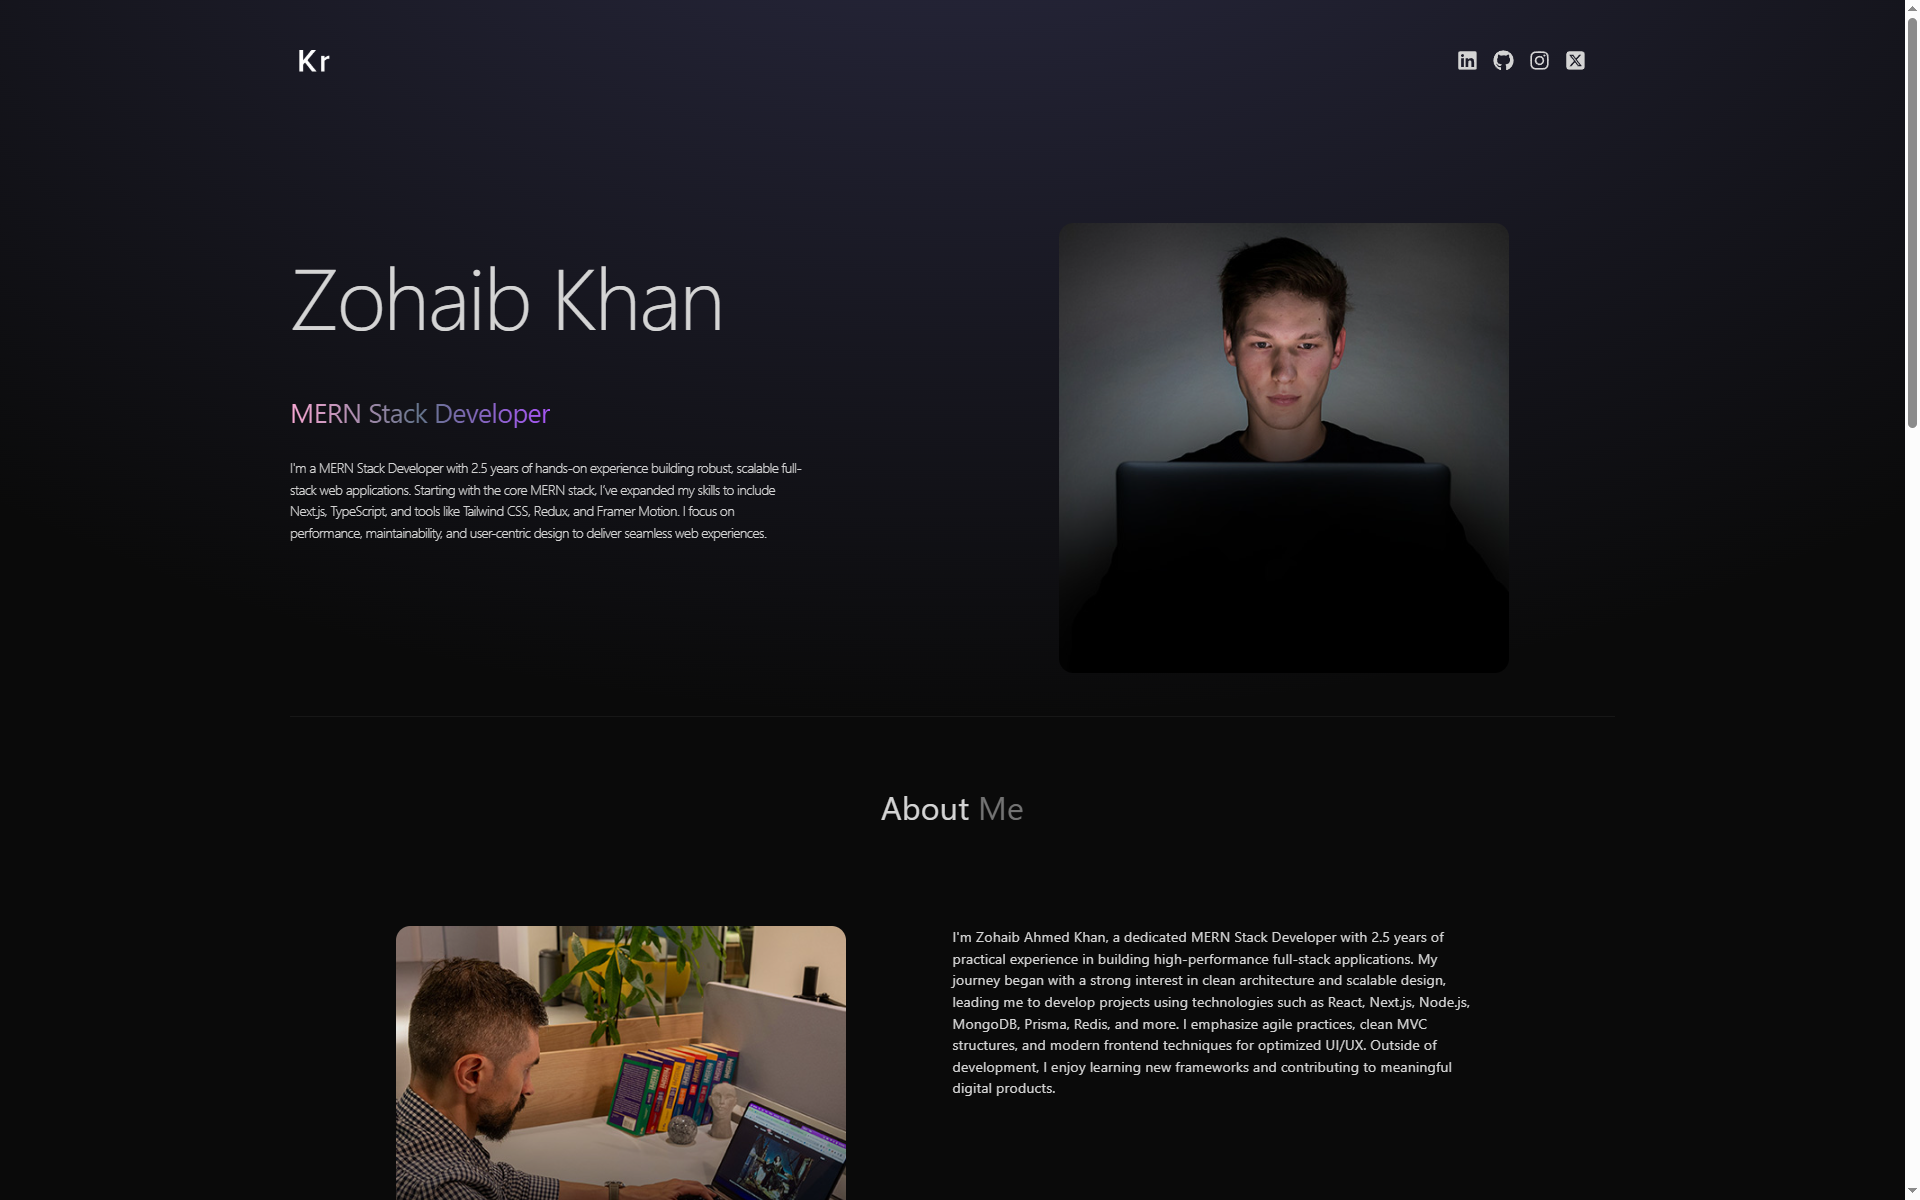 Kr
Zohaib Khan
MERN Stack Developer
I'm a MERN Stack Developer with 2.5 years of hands-on experience building robust, scalable full-
stack web applications. Starting with the core MERN stack, I've expanded my skills to include
Next.js, TypeScript, and tools like Tailwind CSS, Redux, and Framer Motion. I focus on
performance, maintainability, and user-centric design to deliver seamless web experiences.
About Me
I'm Zohaib Ahmed Khan, a dedicated MERN Stack Developer with 2.5 years of
practical experience in building high-performance full-stack applications. My
journey began with a strong interest in clean architecture and scalable design,
leading me to develop projects using technologies such as React, Next.js, Node.js,
MongoDB, Prisma, Redis, and more. I emphasize agile practices, clean MVC
structures, and modern frontend techniques for optimized UI/UX. Outside of
development, I enjoy learning new frameworks and contributing to meaningful
digital products.